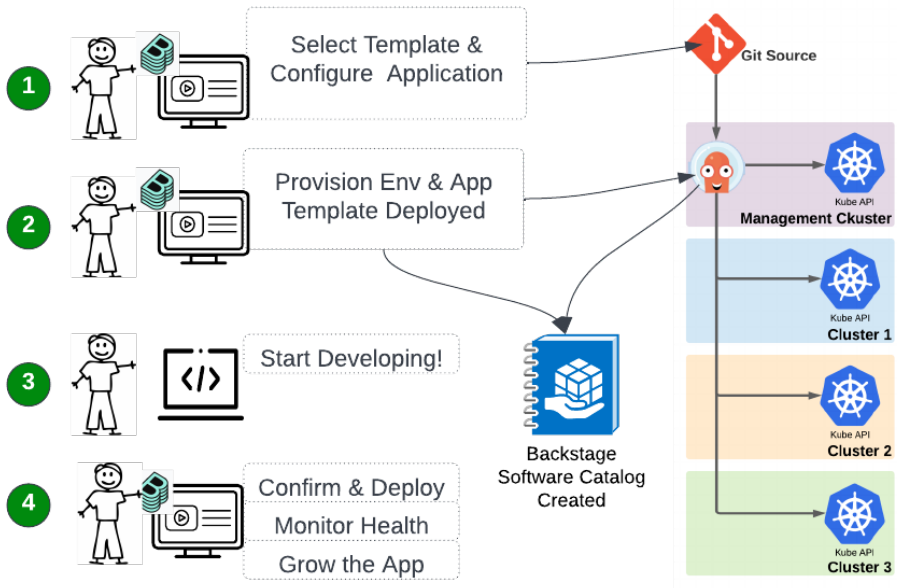 1
Select Template &
Configure Application
Git Source
2
Provision Env & App
Template Deployed
Kube API
Management Ckuster
Kube API
Cluster 1
3
Start Developing!
Kube API
Cluster 2
Backstage
Software Catalog
Created
4
Confirm & Deploy
Monitor Health
Grow the App
Kube API
Cluster 3